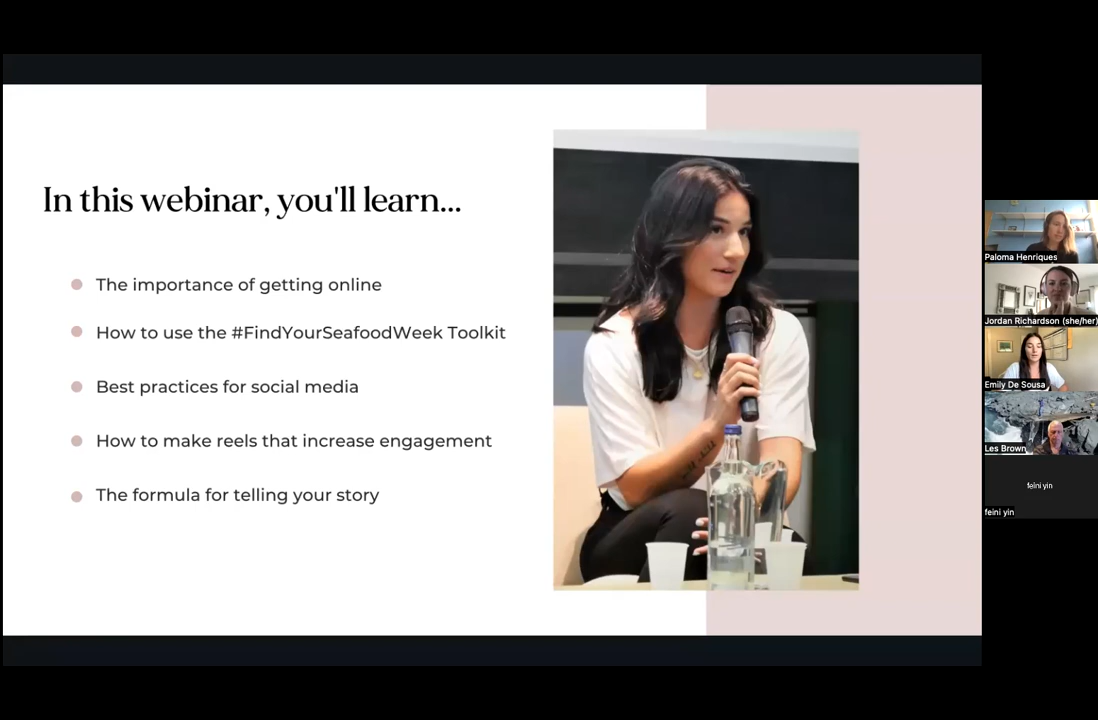 In this webinar, you'll learn...
The importance of getting online
How to use the #FindYourSeafoodWeek Toolkit
Best practices for social media
How to make reels that increase engagement
The formula for telling your story
Paloma Henriques
Jordan Richardson (she/her)
Emily De Sousa
Les Brown
feini yin
feini yin